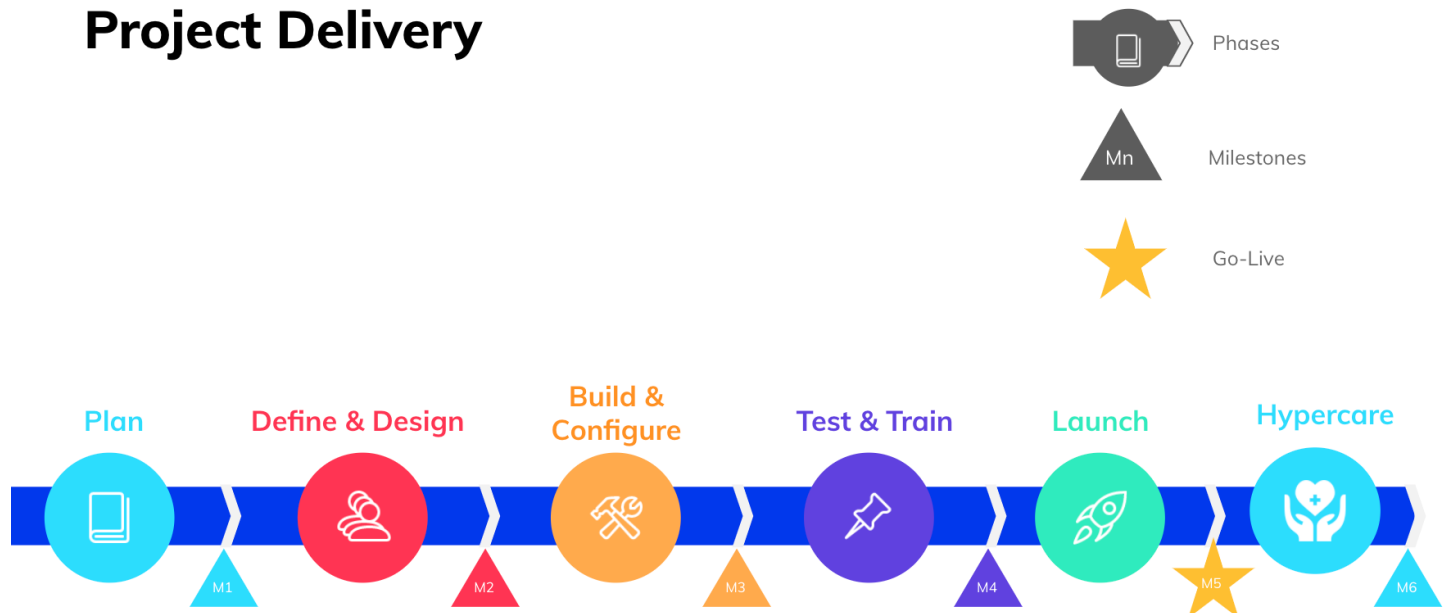 Project Delivery
Phases
Mn
Milestones
Go-Live
Plan
Define & Design
Build &
Configure
Test & Train
Launch
Hypercare
M1
M2
M3
M4
M5
M6